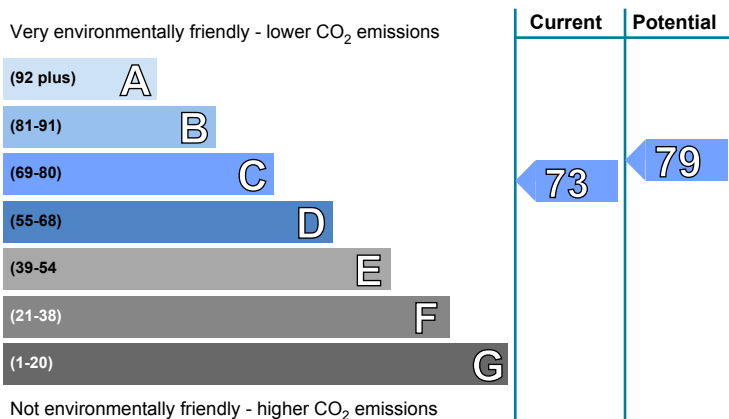 Current Potential
Very environmentally friendly - lower CO2 emissions
(92 plus) A
(81-91) B
(69-80) C
73 79
(55-68) D
(39-54 E
(21-38) F
(1-20) G
Not environmentally friendly - higher CO2 emissions